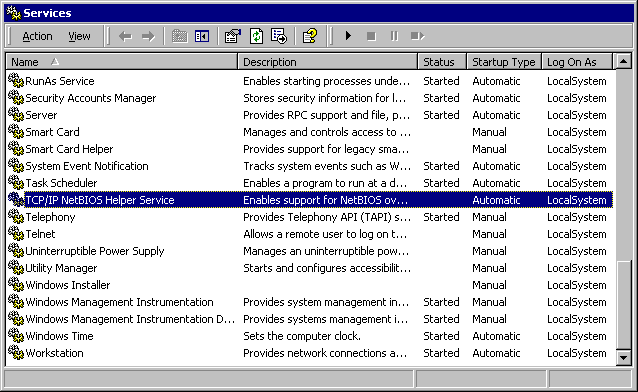 Services
Action View
Name Description Status Startup Type Log On As
RunAs Service Enables starting processes unde... Started Automatic LocalSystem
Security Accounts Manager Stores security information for l... Started Automatic LocalSystem
Server Provides RPC support and file, p... Started Automatic LocalSystem
Smart Card Manages and controls access to ... Manual LocalSystem
Smart Card Helper Provides support for legacy sma... Manual LocalSystem
System Event Notification Tracks system events such as W... Started Automatic LocalSystem
Task Scheduler Enables a program to run at a d... Started Automatic LocalSystem
TCP/IP NetBIOS Helper Service Enables support for NetBIOS ov... Automatic LocalSystem
Telephony Provides Telephony API (TAPI) s... Started Manual LocalSystem
Telnet Allows a remote user to log on t... Manual LocalSystem
Uninterruptible Power Supply Manages an uninterruptible pow... Manual LocalSystem
Utility Manager Starts and configures accessibilit... Manual LocalSystem
Windows Installer Manual LocalSystem
Windows Management Instrumentation Provides system management in... Started Manual LocalSystem
Windows Management Instrumentation D... Provides systems management i... Started Manual LocalSystem
Windows Time Sets the computer clock. Started Automatic LocalSystem
Workstation Provides network connections a... Started Automatic LocalSystem